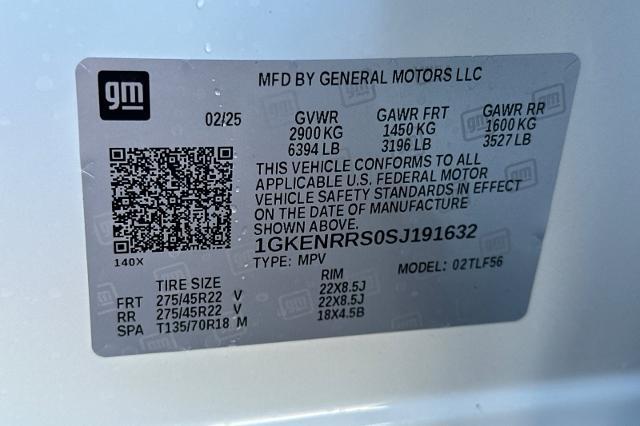 gm
MFD BY GENERAL MOTORS LLC
02/25
GVWR GAWR FRT GAWR RR
2900 KG 1450 KG 1600 KG
6394 LB 3196 LB 3527 LB
THIS VEHICLE CONFORMS TO ALL
APPLICABLE U.S. FEDERAL MOTOR
VEHICLE SAFETY STANDARDS IN EFFECT
ON THE DATE OF MANUFACTURE
SHOWN ABOVE.
1GKENRRS0SJ191632
140X
TYPE: MPV MODEL: 02TLF56
TIRE SIZE RIM
FRT 275/45R22 V 22X8.5J
RR 275/45R22 V 22X8.5J
SPA T135/70R18 M 18X4.5B